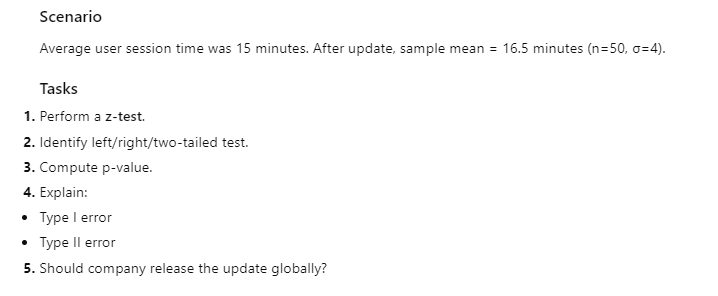 Scenario
Average user session time was 15 minutes. After update, sample mean = 16.5 minutes (n=50, σ=4).
Tasks
1. Perform a z-test.
2. Identify left/right/two-tailed test.
3. Compute p-value.
4. Explain:
• Type I error
• Type II error
5. Should company release the update globally?